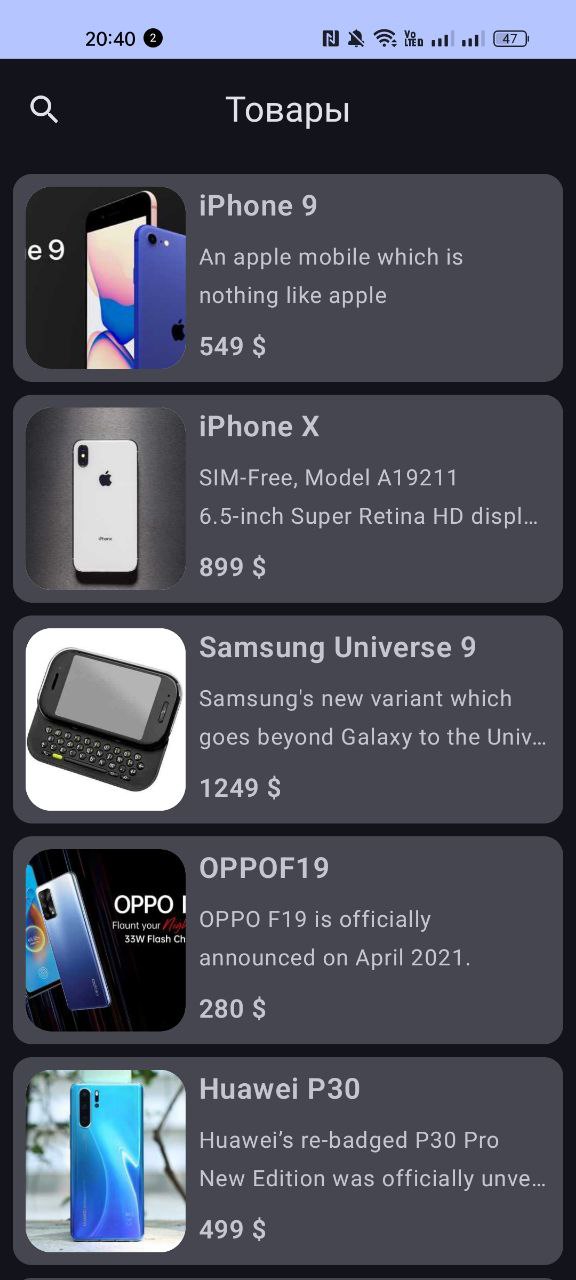 20:40 2 Vo LTED 47
Товары
iPhone 9
e 9
An apple mobile which is
nothing like apple
549 $
iPhone X
SIM-Free, Model A19211
6.5-inch Super Retina HD displ…
899 $
iPhone
Samsung Universe 9
Samsung's new variant which
goes beyond Galaxy to the Univ…
1249 $
OPPOF19
OPPO
Flaunt your
33W Flash Ch
OPPO F19 is officially
announced on April 2021.
280 $
Huawei P30
Huawei’s re-badged P30 Pro
New Edition was officially unve…
499 $